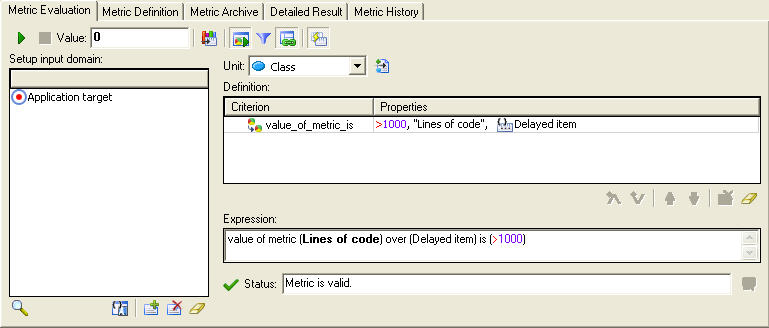 Metric Evaluation Metric Definition Metric Archive Detailed Result Metric History
Value: 0
Setup input domain:
Application target
Unit: Class
Definition:
Criterion Properties
value_of_metric_is >1000, "Lines of code", Delayed item
Expression:
value of metric (Lines of code) over (Delayed item) is (>1000)
Status: Metric is valid.